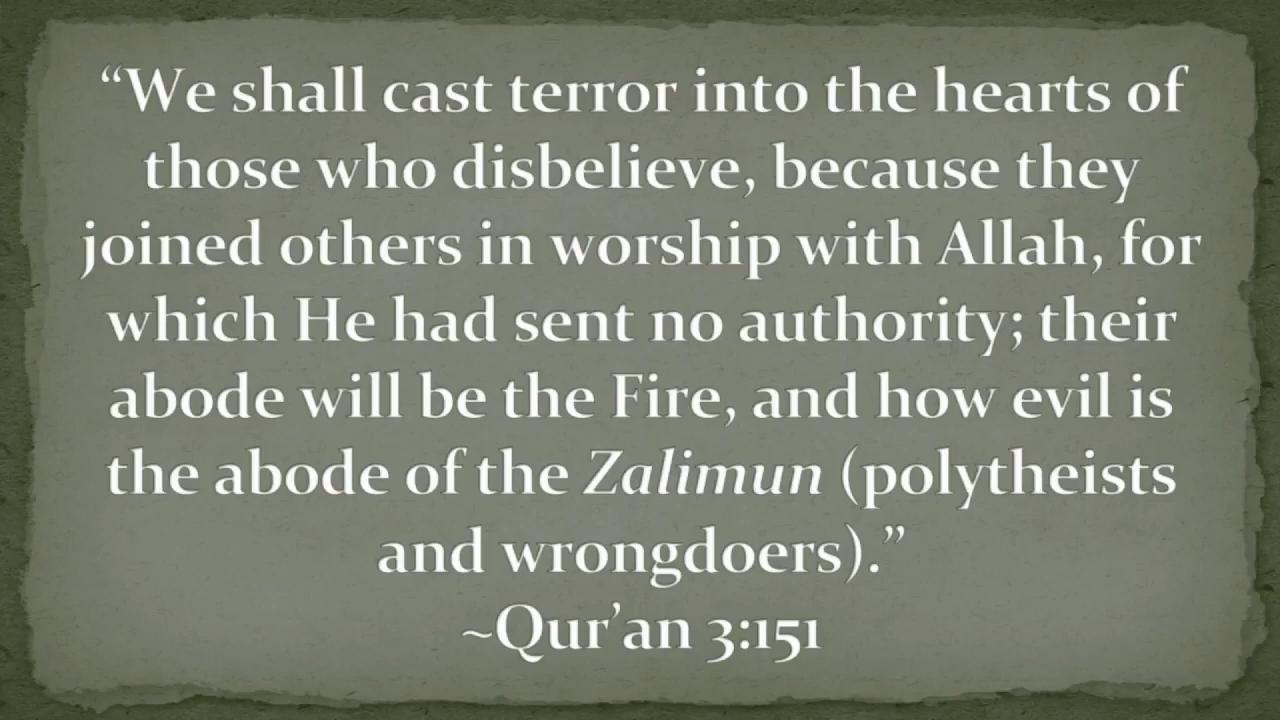 “We shall cast terror into the hearts of
those who disbelieve, because they
joined others in worship with Allah, for
which He had sent no authority; their
abode will be the Fire, and how evil is
the abode of the Zalimun (polytheists
and wrongdoers).”
~Qur’an 3:151